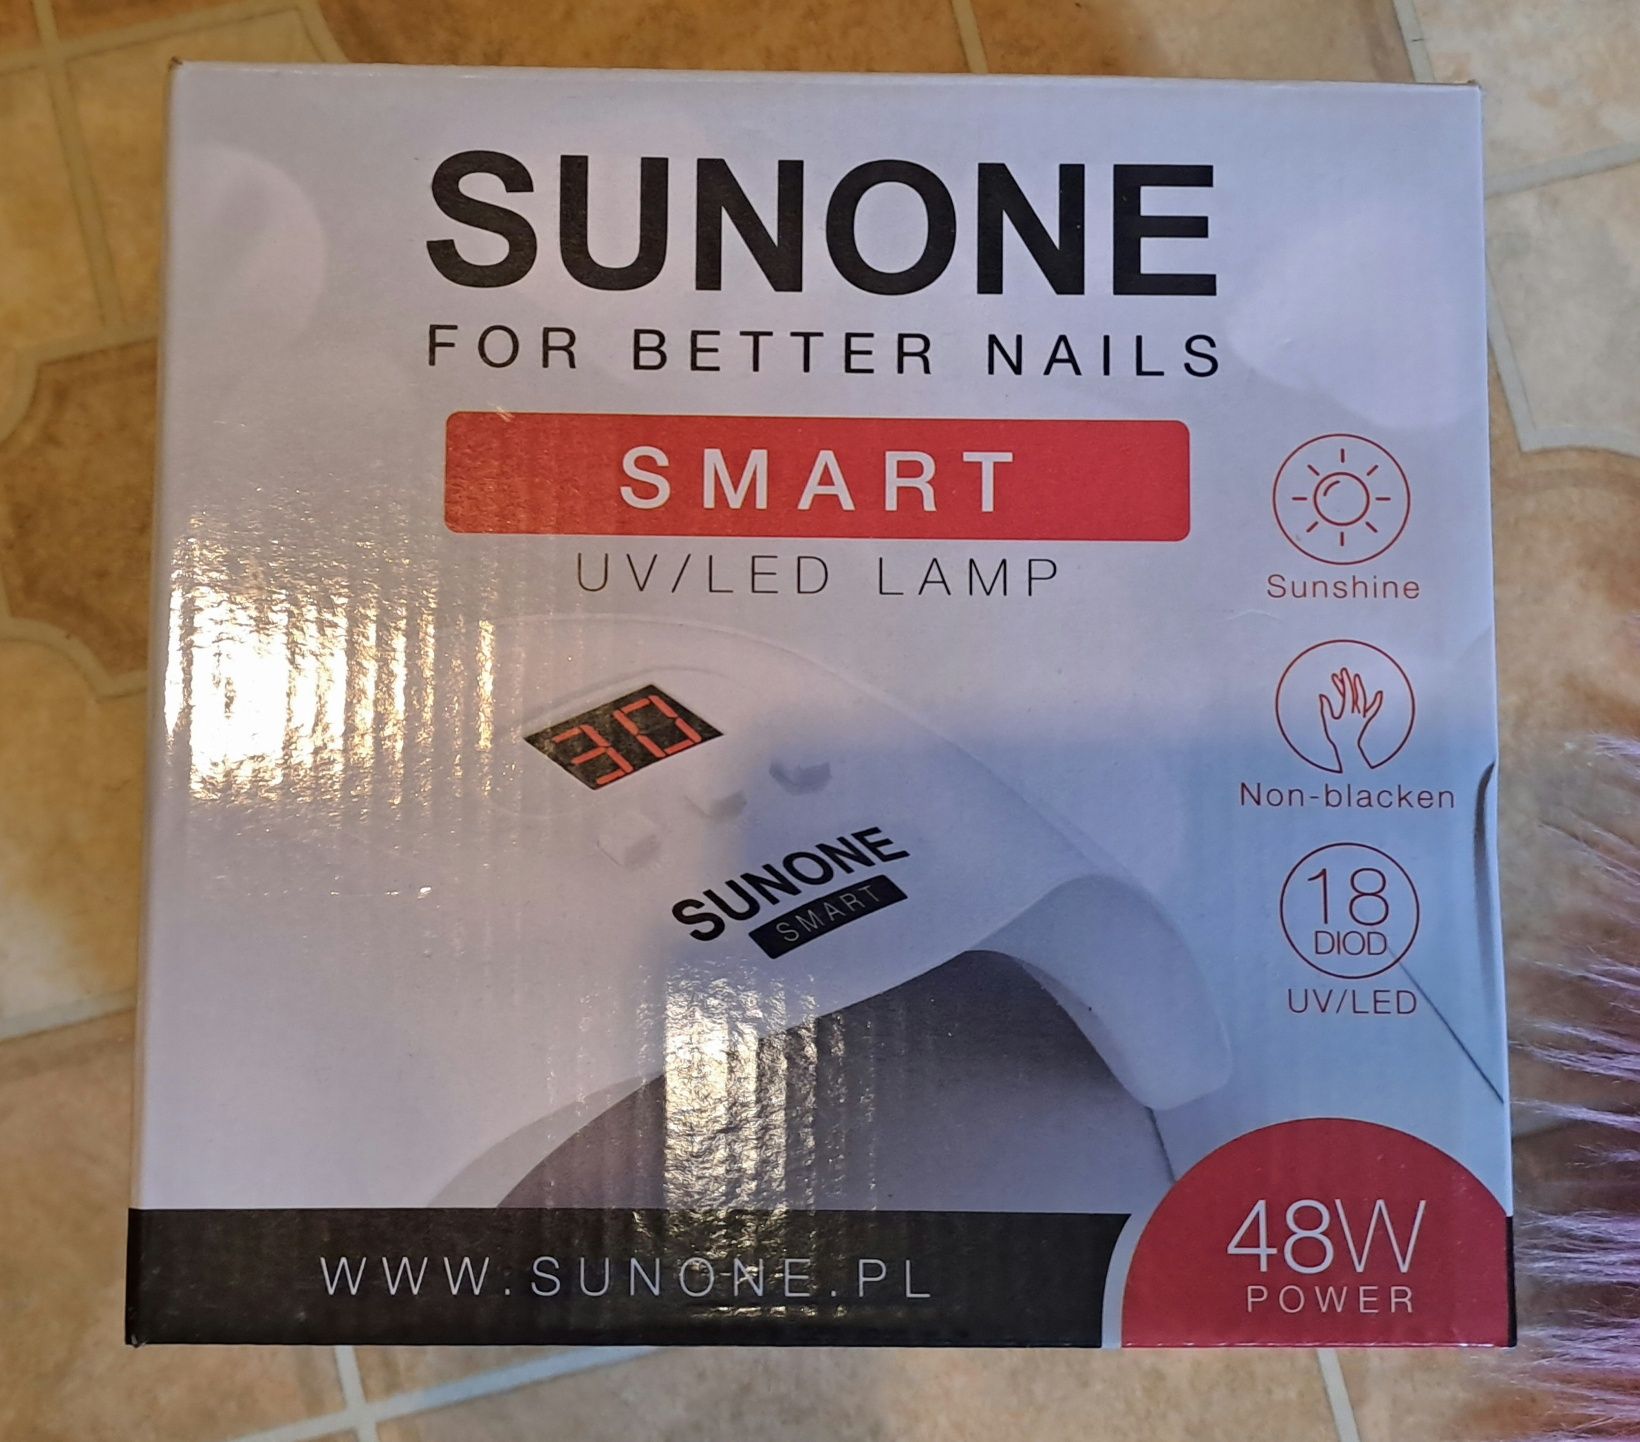 SUNONE
FOR BETTER NAILS
SMART
UV/LED LAMP
Sunshine
30
Non-blacken
SUNONE
SMART
18
DIOD
UV/LED
48W
POWER
WWW.SUNONE.PL